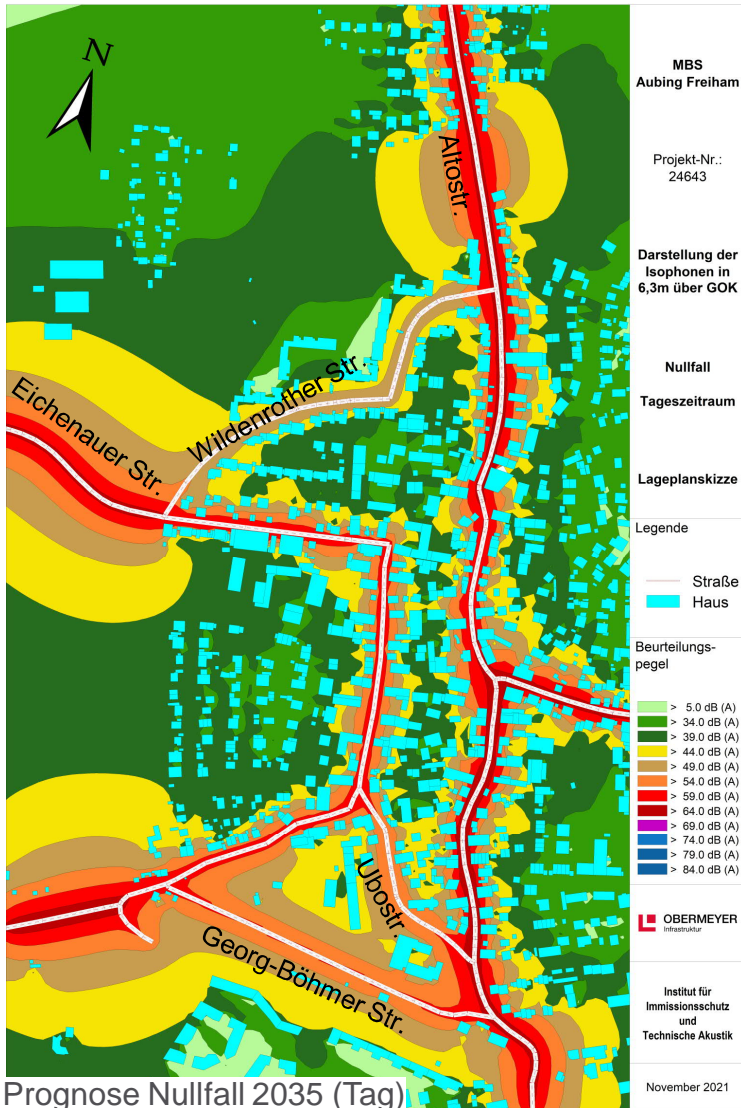 N
Altostr.
Wildenrother Str.
Eichenauer Str.
Ubostr.
Georg-Böhmer Str.
Prognose Nullfall 2035 (Tag)
MBS
Aubing Freiham
Projekt-Nr.:
24643
Darstellung der
Isophonen in
6,3m über GOK
Nullfall
Tageszeitraum
Lageplanskizze
Legende
Straße
Haus
Beurteilungs-
pegel
> 5.0 dB (A)
> 34.0 dB (A)
> 39.0 dB (A)
> 44.0 dB (A)
> 49.0 dB (A)
> 54.0 dB (A)
> 59.0 dB (A)
> 64.0 dB (A)
> 69.0 dB (A)
> 74.0 dB (A)
> 79.0 dB (A)
> 84.0 dB (A)
OBERMEYER
Infrastruktur
Institut für
Immissionsschutz
und
Technische Akustik
November 2021